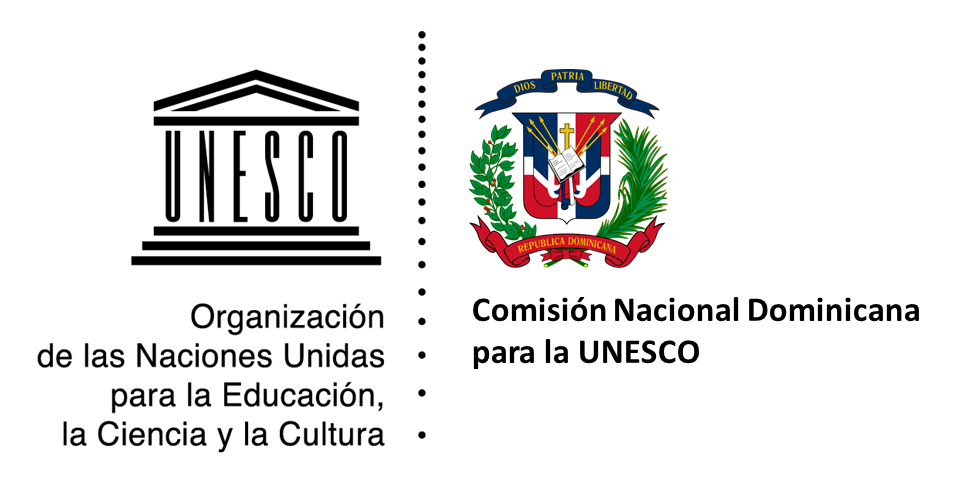 UNESCO
Organización
de las Naciones Unidas
para la Educación,
la Ciencia y la Cultura
DIOS PATRIA LIBERTAD
REPUBLICA DOMINICANA
Comisión Nacional Dominicana
para la UNESCO